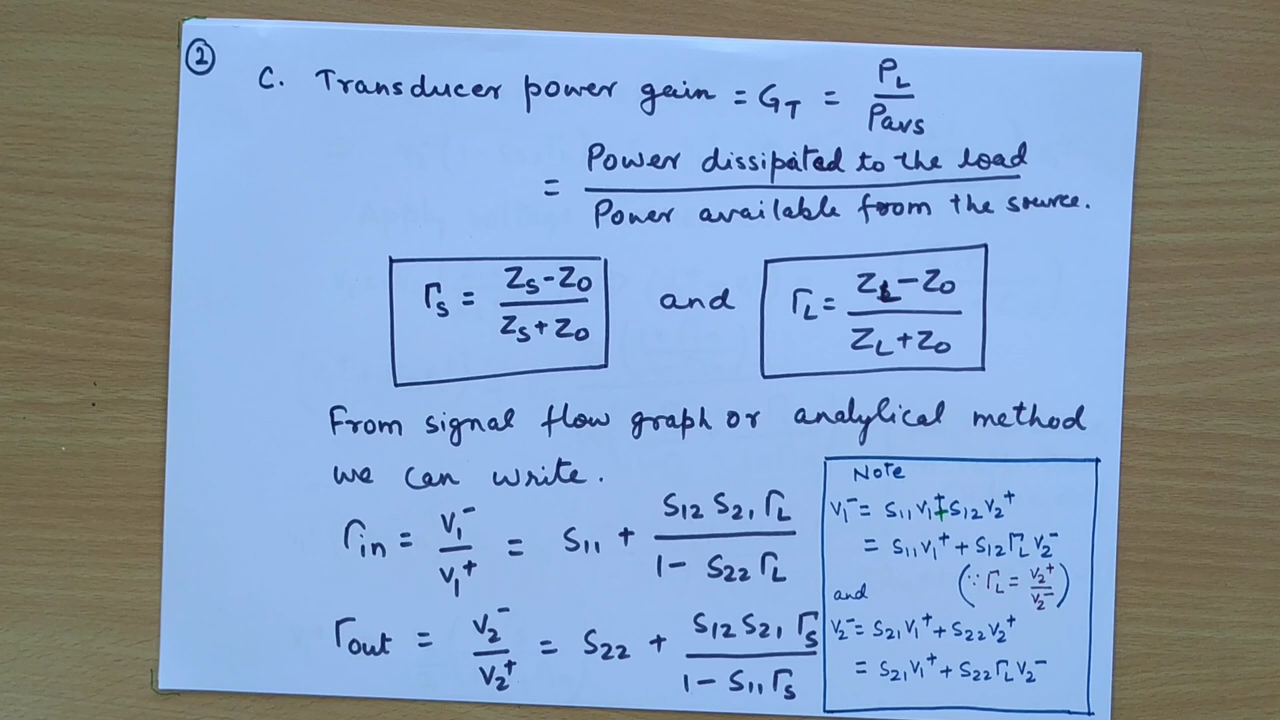 ②
C. Transducer power gain = G_T = P_L / Pavs
= Power dissipated to the load / Power available from the source.
Γ_S = (Z_S - Z_0) / (Z_S + Z_0) and Γ_L = (Z_L - Z_0) / (Z_L + Z_0)
From signal flow graph or analytical method
we can write.
Γ_in = V_1^- / V_1^+ = S_11 + (S_12 S_21 Γ_L) / (1 - S_22 Γ_L)
Γ_out = V_2^- / V_2^+ = S_22 + (S_12 S_21 Γ_S) / (1 - S_11 Γ_S)
Note
V_1^- = S_11 V_1^+ + S_12 V_2^+
= S_11 V_1^+ + S_12 Γ_L V_2^-
(∵ Γ_L = V_2^+ / V_2^-)
and
V_2^- = S_21 V_1^+ + S_22 V_2^+
= S_21 V_1^+ + S_22 Γ_L V_2^-